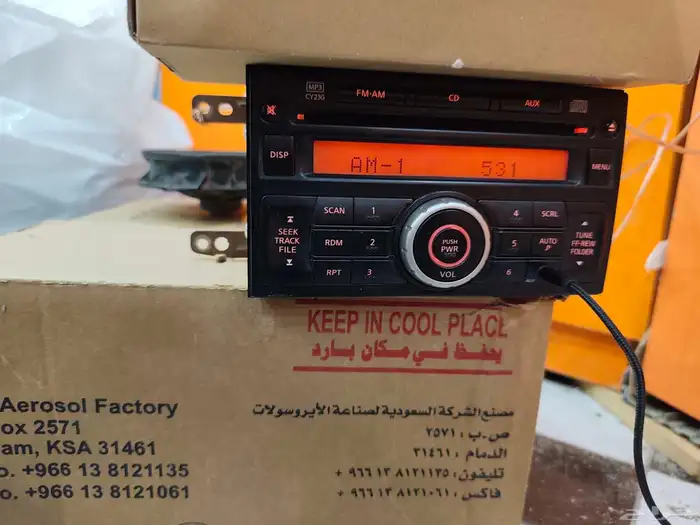 MP3
CY23G
FM·AM
CD
AUX
DISP
AM-1 531
MENU
SEEK
TRACK
FILE
SCAN
1
4
SCRL
TUNE
FF·REW
FOLDER
RDM
2
PUSH
PWR
VOL
5
AUTO.P
RPT
3
6
KEEP IN COOL PLACE
يحفظ في مكان بارد
Aerosol Factory
ox 2571
am, KSA 31461
o. +966 13 8121135
o. +966 13 8121061
مصنع الشركة السعودية لصناعة الأيروسولات
ص.ب : ٢٥٧١
الدمام : ٣١٤٦١
تليفون : ٨١٢١١٣٥ ١٣ ٩٦٦ +
فاكس : ٨١٢١٠٦١ ١٣ ٩٦٦ +